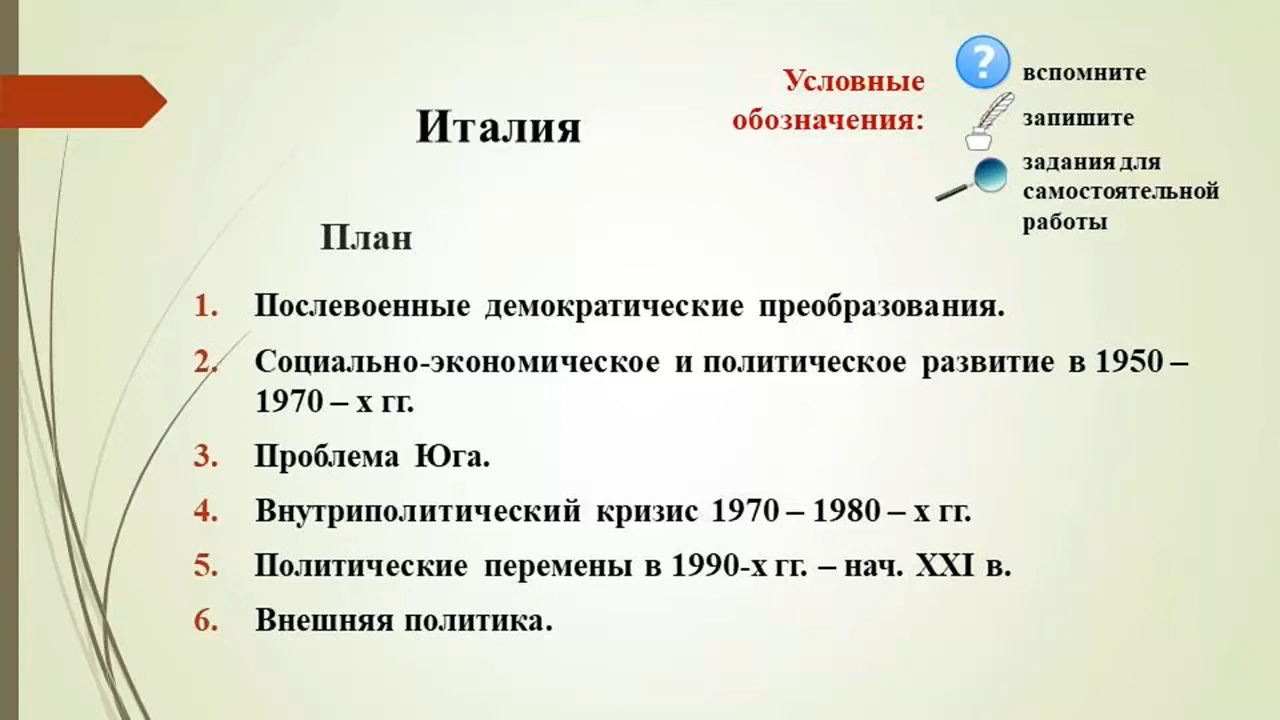 Италия
Условные
обозначения:
?
вспомните
запишите
задания для
самостоятельной
работы
План
1. Послевоенные демократические преобразования.
2. Социально-экономическое и политическое развитие в 1950 –
1970 – х гг.
3. Проблема Юга.
4. Внутриполитический кризис 1970 – 1980 – х гг.
5. Политические перемены в 1990-х гг. – нач. XXI в.
6. Внешняя политика.